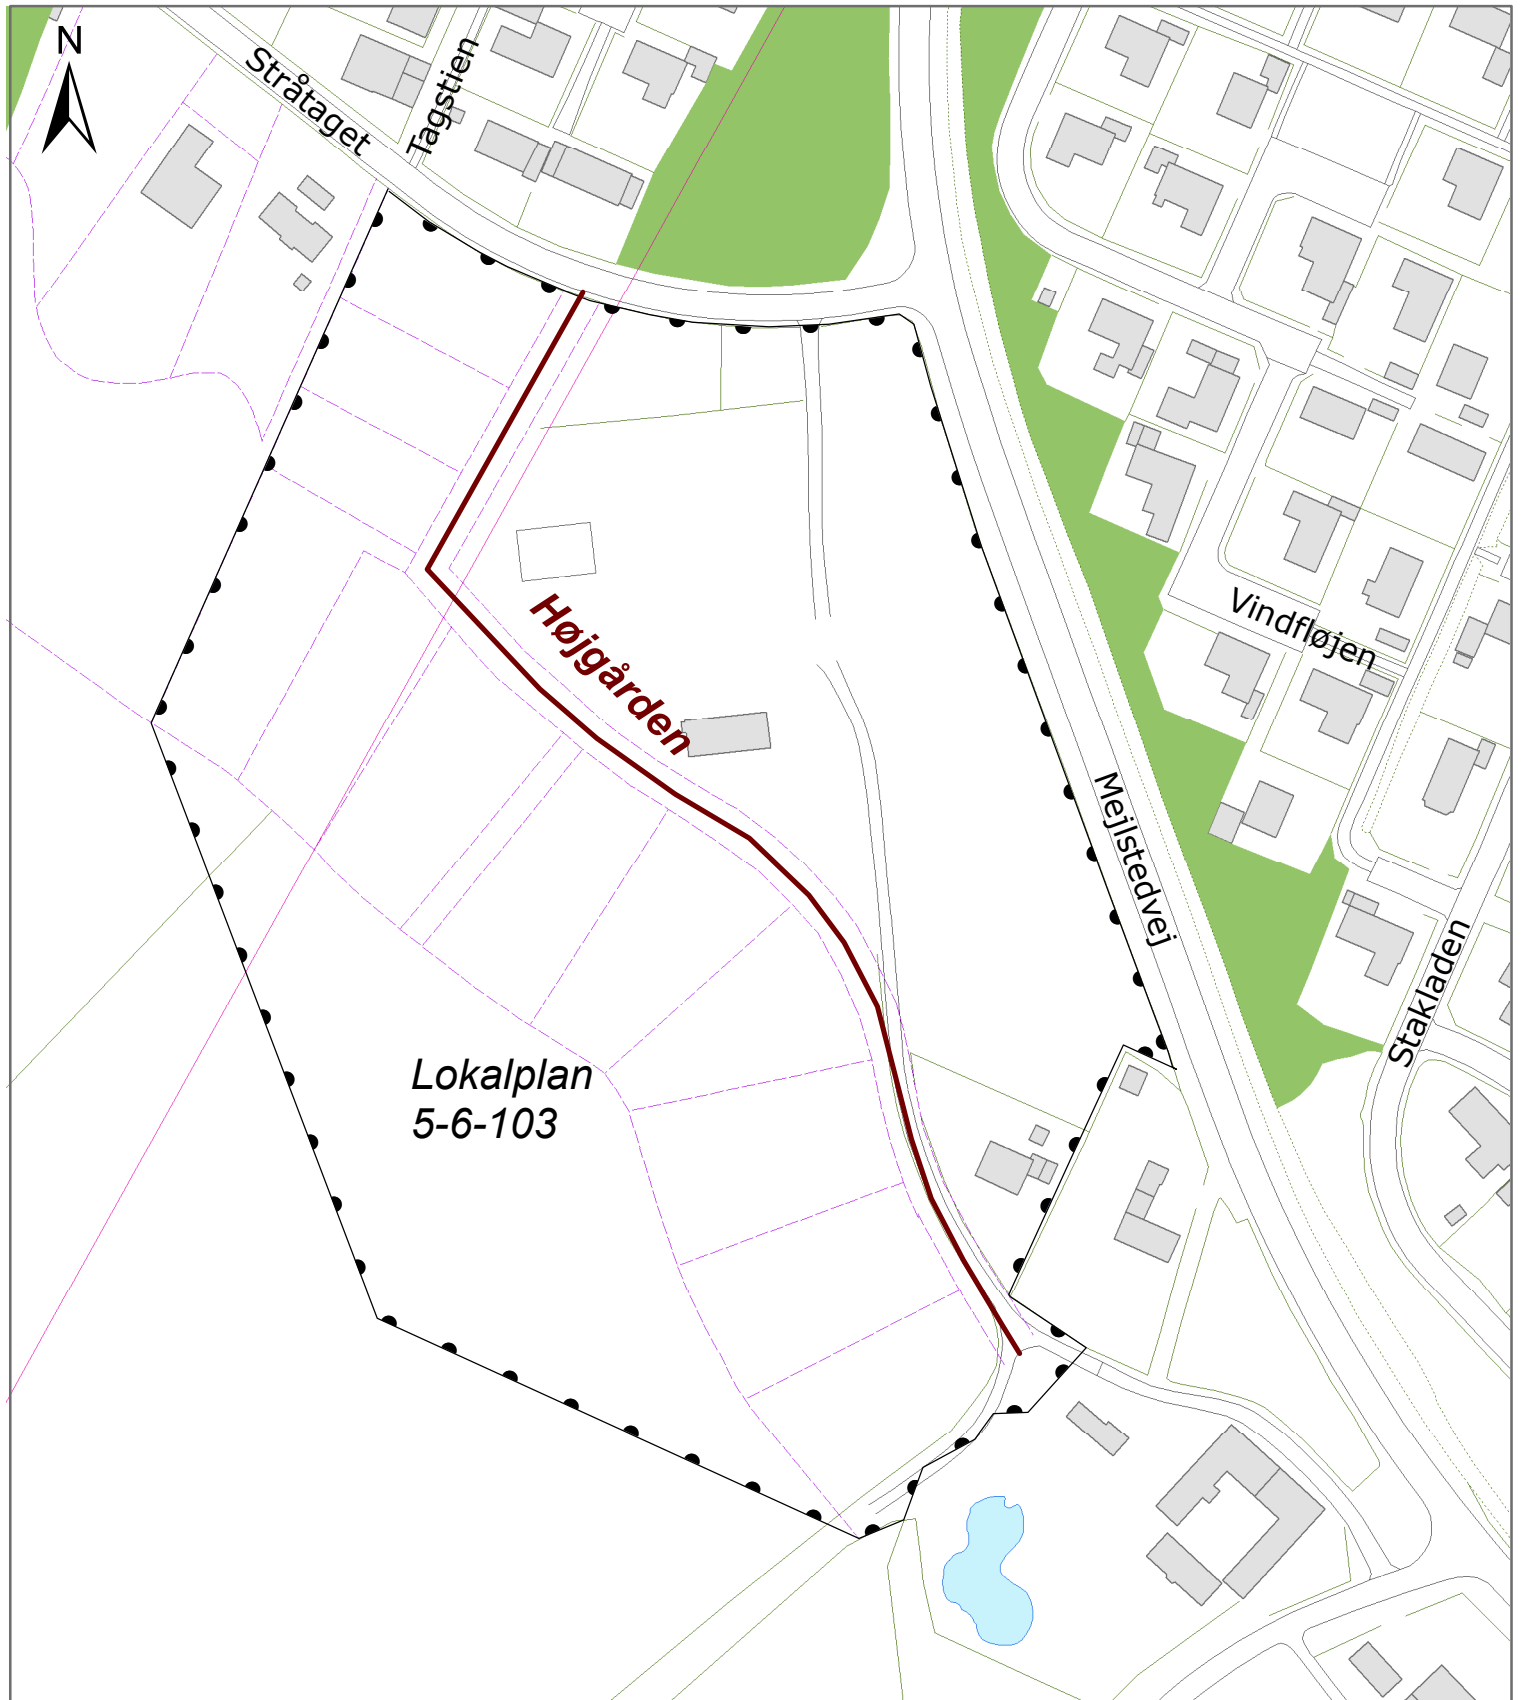 N
Stråtaget
Tagstien
Højgården
Vindfløjen
Mejlstedvej
Stakladen
Lokalplan
5-6-103